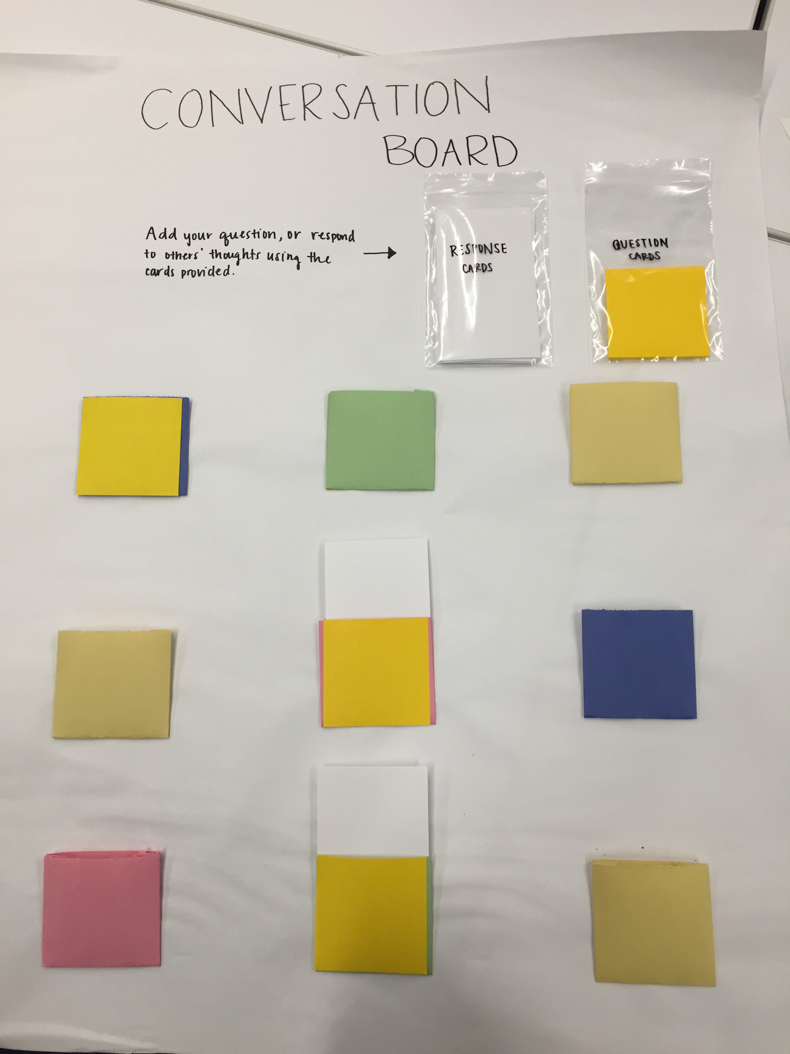 CONVERSATION
BOARD
Add your question, or respond
to others' thoughts using the
cards provided.
RESPONSE
CARDS
QUESTION
CARDS